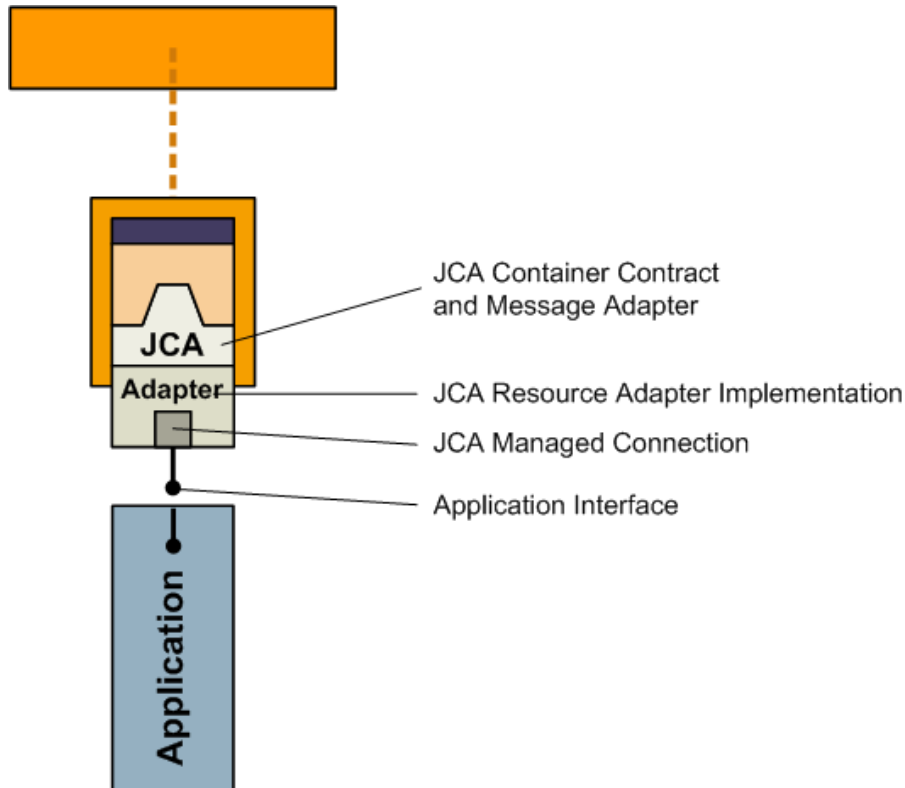 JCA Container Contract
and Message Adapter
JCA
Adapter
JCA Resource Adapter Implementation
JCA Managed Connection
Application Interface
Application